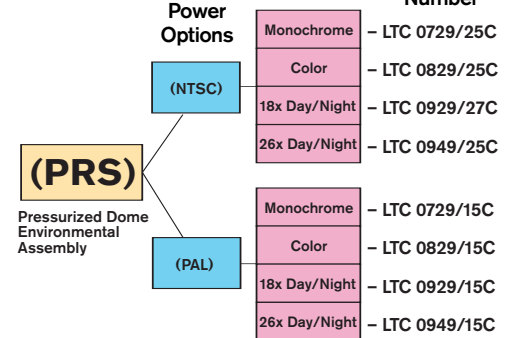 Power
Options
Number
Monochrome – LTC 0729/25C
Color – LTC 0829/25C
(NTSC)
18x Day/Night – LTC 0929/27C
26x Day/Night – LTC 0949/25C
(PRS)
Pressurized Dome
Environmental
Assembly
Monochrome – LTC 0729/15C
Color – LTC 0829/15C
(PAL)
18x Day/Night – LTC 0929/15C
26x Day/Night – LTC 0949/15C